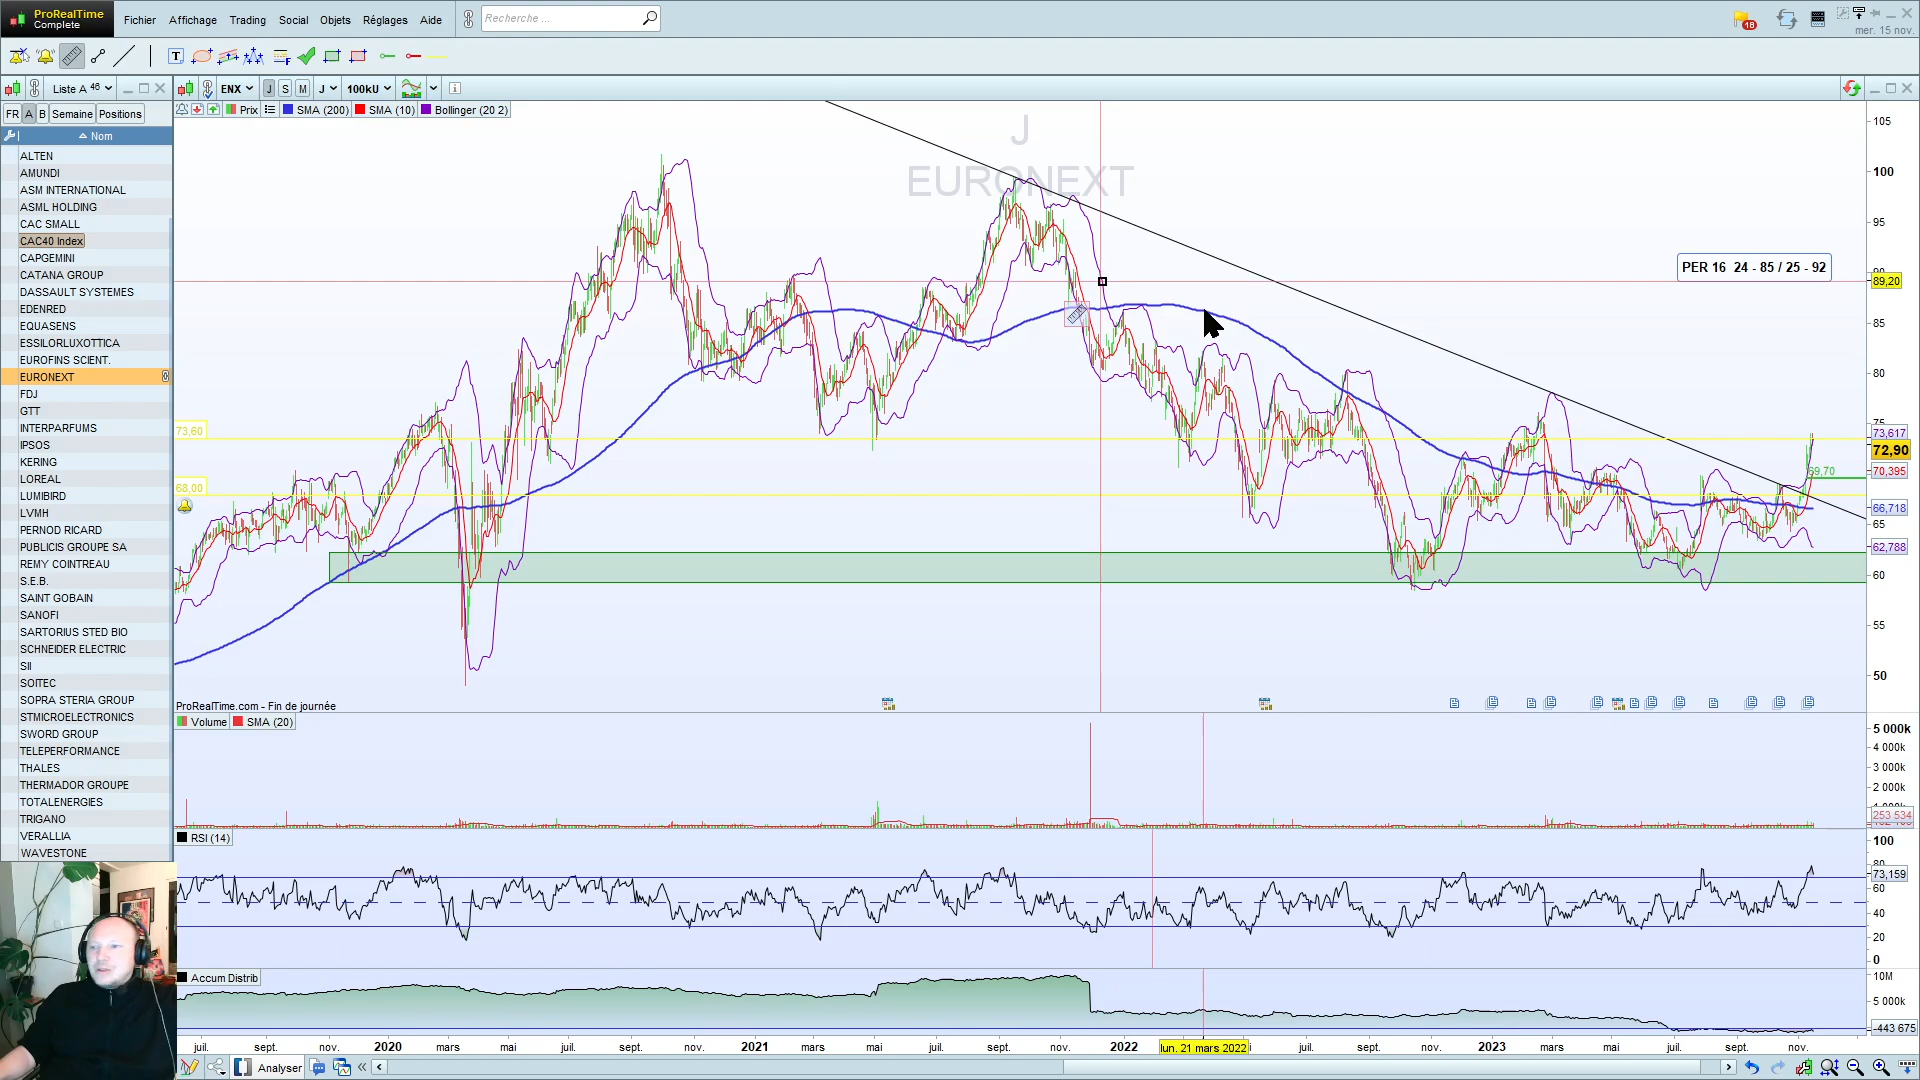 ProRealTime
Complete
Fichier Affichage Trading Social Objets Réglages Aide
Recherche ...
18
mer. 15 nov.
Liste A 46
ENX J S M J 100kU
FR A B Semaine Positions
Prix SMA (200) SMA (10) Bollinger (20 2)
Nom
ALTEN
AMUNDI
ASM INTERNATIONAL
ASML HOLDING
CAC SMALL
CAC40 Index
CAPGEMINI
CATANA GROUP
DASSAULT SYSTEMES
EDENRED
EQUASENS
ESSILORLUXOTTICA
EUROFINS SCIENT.
EURONEXT
FDJ
GTT
INTERPARFUMS
IPSOS
KERING
LOREAL
LUMIBIRD
LVMH
PERNOD RICARD
PUBLICIS GROUPE SA
REMY COINTREAU
S.E.B.
SAINT GOBAIN
SANOFI
SARTORIUS STED BIO
SCHNEIDER ELECTRIC
SII
SOITEC
SOPRA STERIA GROUP
STMICROELECTRONICS
SWORD GROUP
TELEPERFORMANCE
THALES
THERMADOR GROUPE
TOTALENERGIES
TRIGANO
VERALLIA
WAVESTONE
J
EURONEXT
PER 16 24 - 85 / 25 - 92
73,60
68,00
69,70
105
100
95
89,20
85
80
75
73,617
72,90
70,395
66,718
65
62,788
60
55
50
ProRealTime.com - Fin de journée
Volume SMA (20)
5 000k
4 000k
3 000k
2 000k
253 534
RSI (14)
100
80
73,159
60
40
20
0
Accum Distrib
10M
5 000k
-443 675
juil. sept. nov. 2020 mars mai juil. sept. nov. 2021 mars mai juil. sept. nov. 2022 lun. 21 mars 2022 juil. sept. nov. 2023 mars mai juil. sept. nov.
Analyser